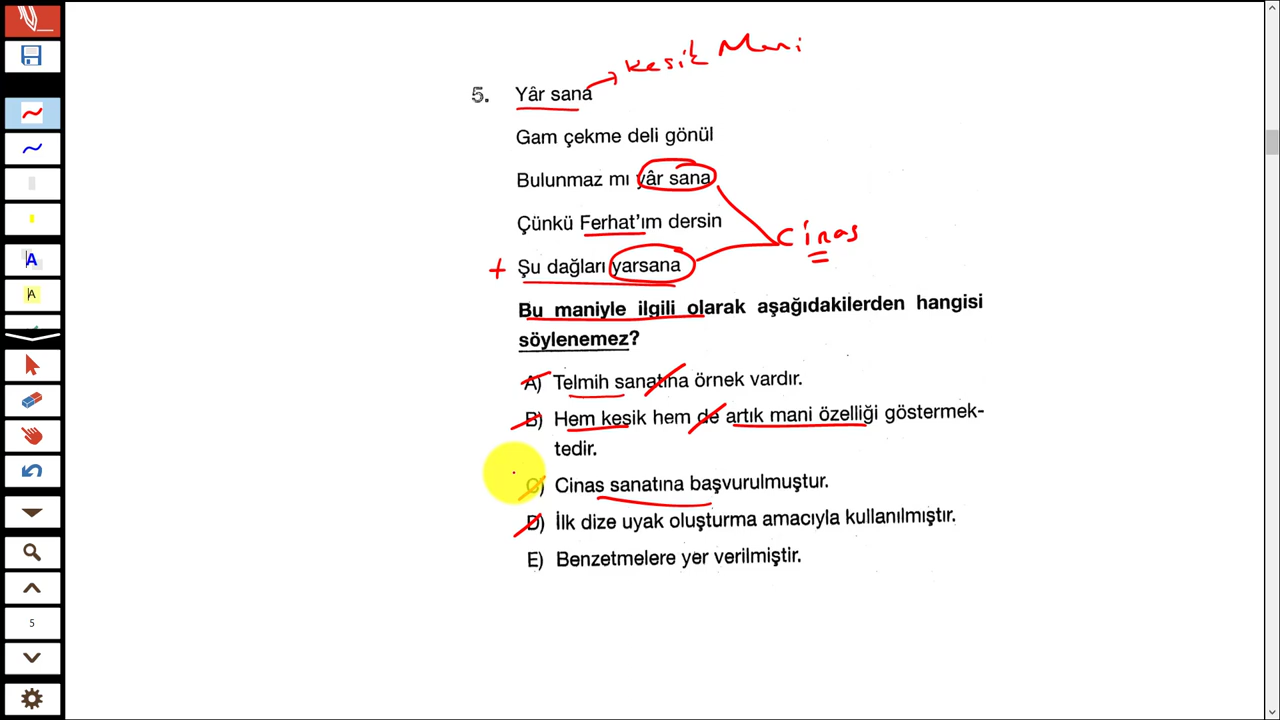 Kesik Mani
5. Yâr sana
Gam çekme deli gönül
Bulunmaz mı yâr sana
Çünkü Ferhat'ım dersin
Cinas
+ Şu dağları yarsana
Bu maniyle ilgili olarak aşağıdakilerden hangisi
söylenemez?
A) Telmih sanatına örnek vardır.
B) Hem kesik hem de artık mani özelliği göstermek-
tedir.
C) Cinas sanatına başvurulmuştur.
D) İlk dize uyak oluşturma amacıyla kullanılmıştır.
E) Benzetmelere yer verilmiştir.
A
A
5